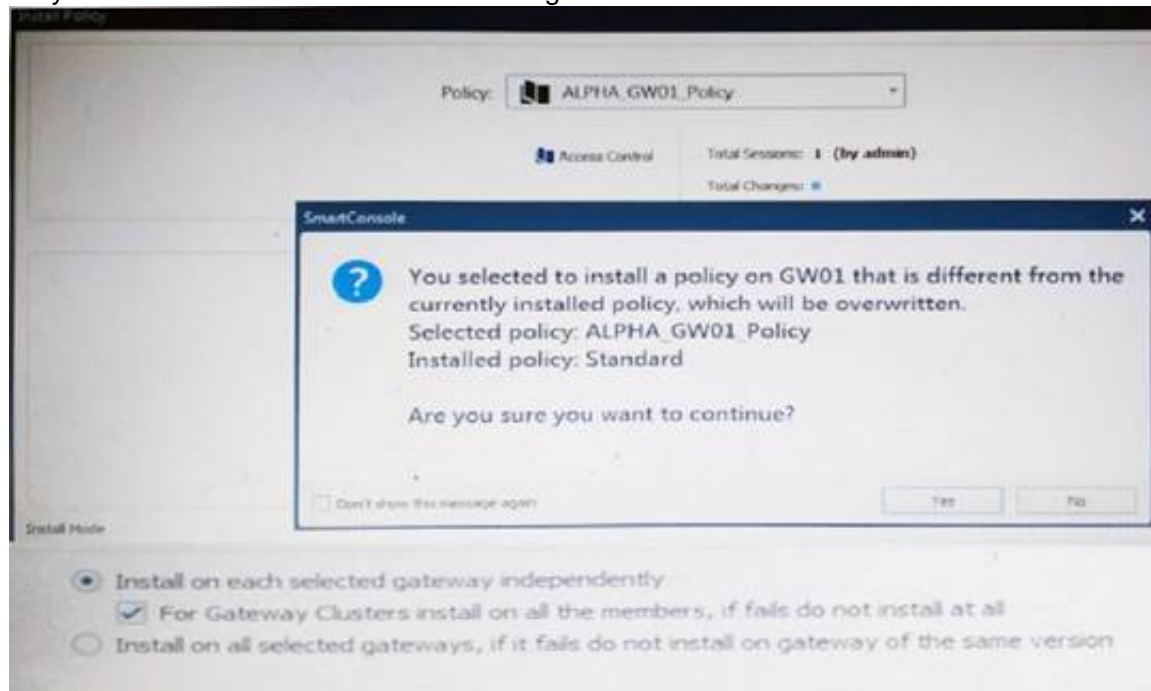 Install Policy
Policy: ALPHA_GW01_Policy
Access Control
Total Sessions: 1 (by admin)
Total Changes:
SmartConsole
You selected to install a policy on GW01 that is different from the
currently installed policy, which will be overwritten.
Selected policy: ALPHA_GW01_Policy
Installed policy: Standard
Are you sure you want to continue?
Don't show this message again
Yes
No
Install Mode
Install on each selected gateway independently
For Gateway Clusters install on all the members, if fails do not install at all
Install on all selected gateways, if it fails do not install on gateway of the same version